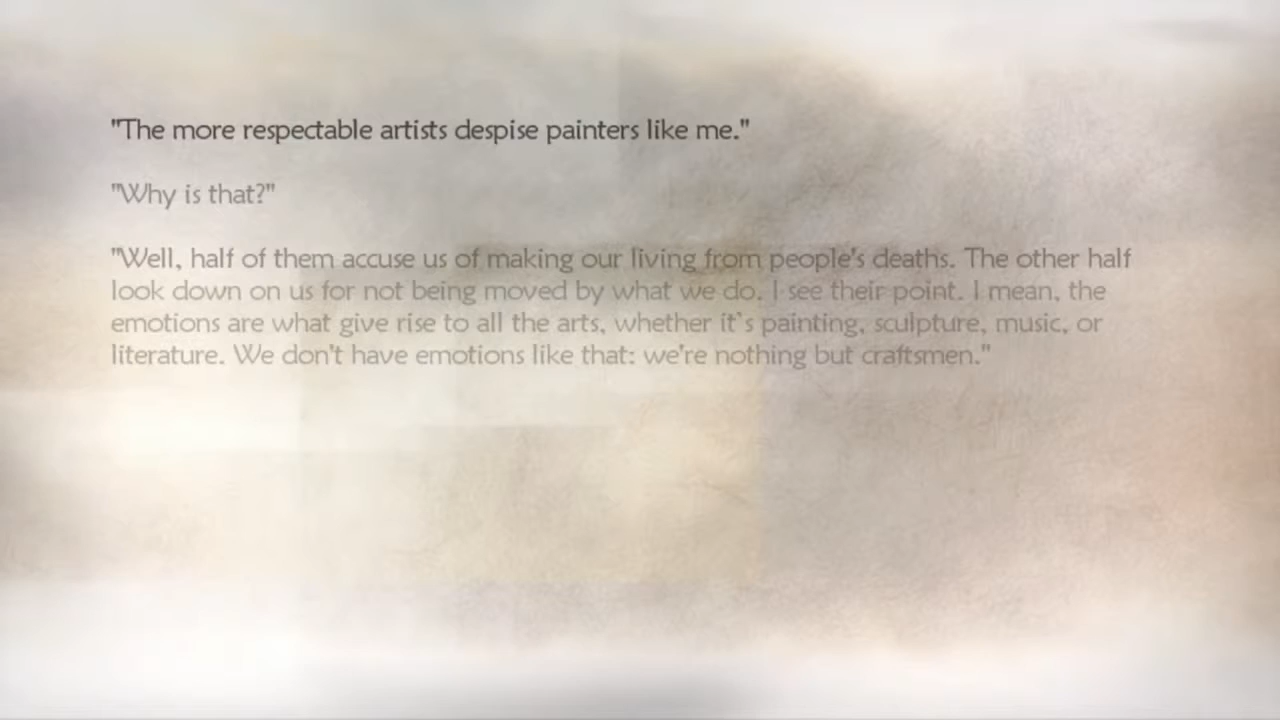 "The more respectable artists despise painters like me."
"Why is that?"
"Well, half of them accuse us of making our living from people's deaths. The other half
look down on us for not being moved by what we do. I see their point. I mean, the
emotions are what give rise to all the arts, whether it's painting, sculpture, music, or
literature. We don't have emotions like that: we're nothing but craftsmen."